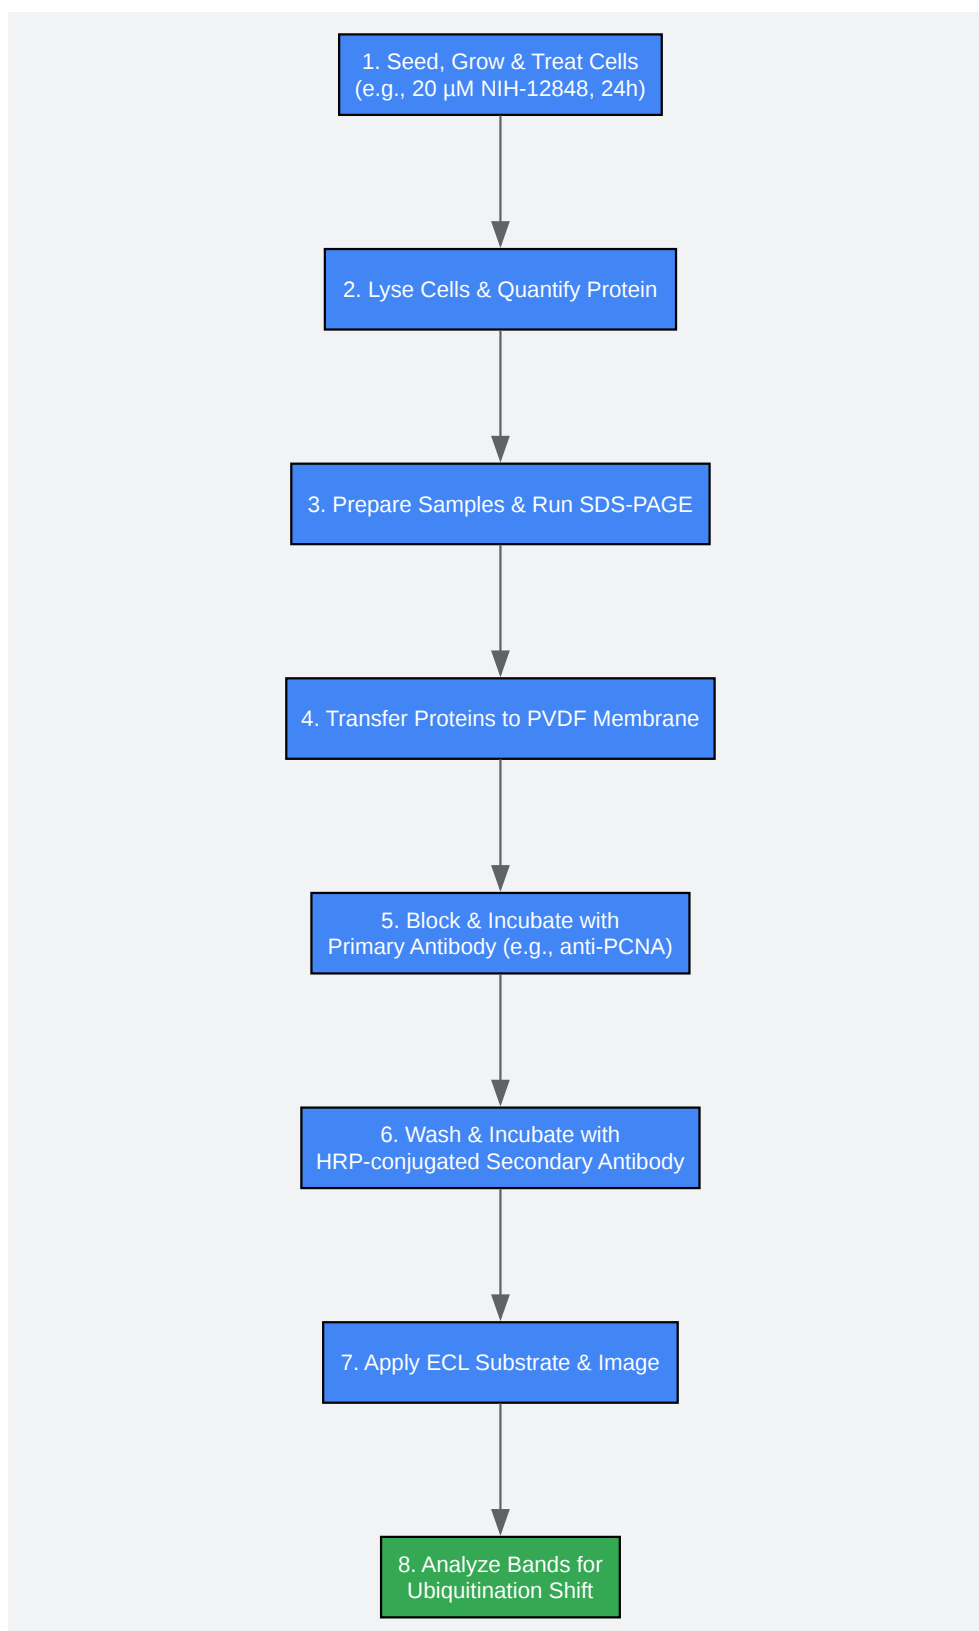 1. Seed, Grow & Treat Cells
(e.g., 20 µM NIH-12848, 24h)
2. Lyse Cells & Quantify Protein
3. Prepare Samples & Run SDS-PAGE
4. Transfer Proteins to PVDF Membrane
5. Block & Incubate with
Primary Antibody (e.g., anti-PCNA)
6. Wash & Incubate with
HRP-conjugated Secondary Antibody
7. Apply ECL Substrate & Image
8. Analyze Bands for
Ubiquitination Shift